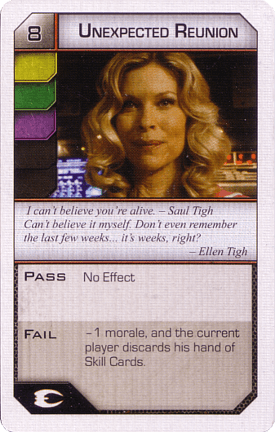 8
UNEXPECTED REUNION
I can't believe you're alive. – Saul Tigh
Can't believe it myself. Don't even remember
the last few weeks... it's weeks, right?
– Ellen Tigh
PASS No Effect
FAIL –1 morale, and the current
player discards his hand of
Skill Cards.